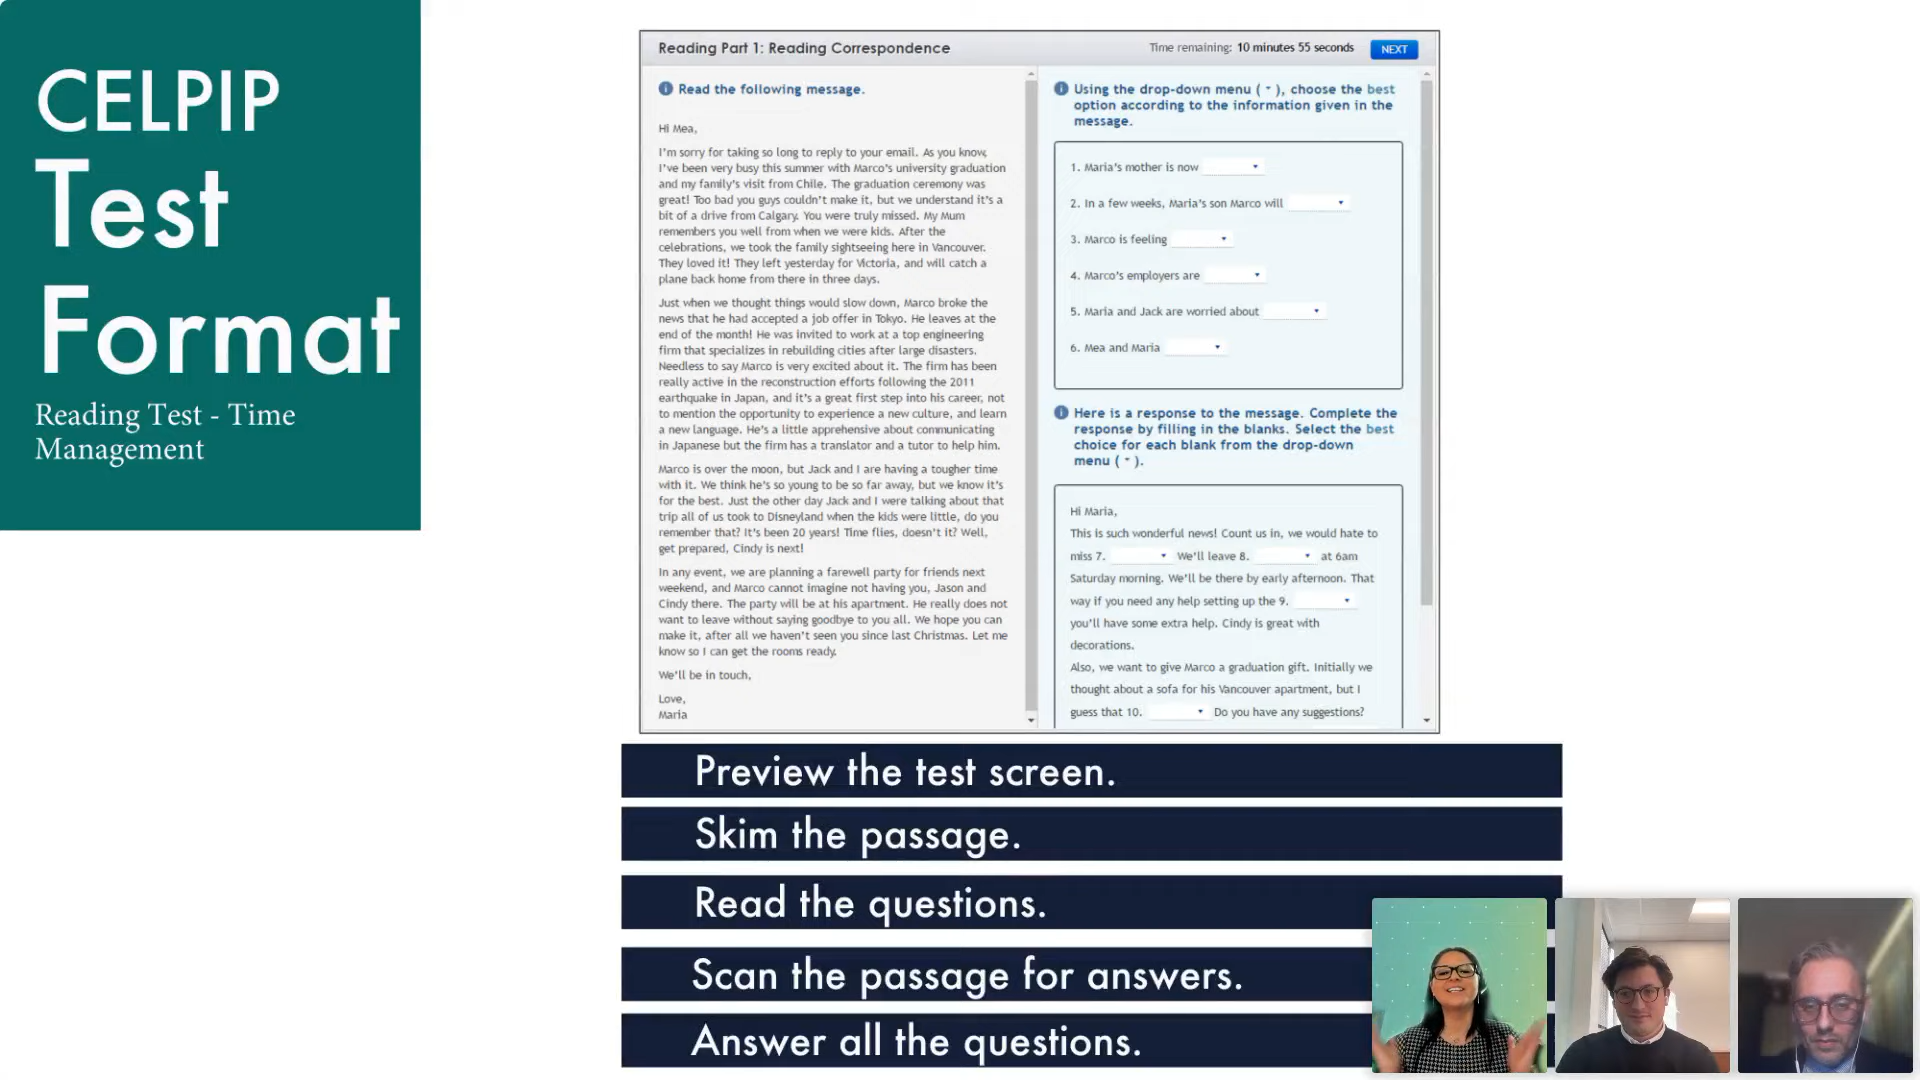 CELPIP
Test
Format
Reading Test - Time
Management
Reading Part 1: Reading Correspondence
Time remaining: 10 minutes 55 seconds
NEXT
Read the following message.
Hi Mea,
I'm sorry for taking so long to reply to your email. As you know,
I've been very busy this summer with Marco's university graduation
and my family's visit from Chile. The graduation ceremony was
great! Too bad you guys couldn't make it, but we understand it's a
bit of a drive from Calgary. You were truly missed. My Mum
remembers you well from when we were kids. After the
celebrations, we took the family sightseeing here in Vancouver.
They loved it! They left yesterday for Victoria, and will catch a
plane back home from there in three days.
Just when we thought things would slow down, Marco broke the
news that he had accepted a job offer in Tokyo. He leaves at the
end of the month! He was invited to work at a top engineering
firm that specializes in rebuilding cities after large disasters.
Needless to say Marco is very excited about it. The firm has been
really active in the reconstruction efforts following the 2011
earthquake in Japan, and it's a great first step into his career, not
to mention the opportunity to experience a new culture, and learn
a new language. He's a little apprehensive about communicating
in Japanese but the firm has a translator and a tutor to help him.
Marco is over the moon, but Jack and I are having a tougher time
with it. We think he's so young to be so far away, but we know it's
for the best. Just the other day Jack and I were talking about that
trip all of us took to Disneyland when the kids were little, do you
remember that? It's been 20 years! Time flies, doesn't it? Well,
get prepared, Cindy is next!
In any event, we are planning a farewell party for friends next
weekend, and Marco cannot imagine not having you, Jason and
Cindy there. The party will be at his apartment. He really does not
want to leave without saying goodbye to you all. We hope you can
make it, after all we haven't seen you since last Christmas. Let me
know so I can get the rooms ready.
We'll be in touch,
Love,
Maria
Using the drop-down menu ( ), choose the best
option according to the information given in the
message.
1. Maria's mother is now
2. In a few weeks, Maria's son Marco will
3. Marco is feeling
4. Marco's employers are
5. Maria and Jack are worried about
6. Mea and Maria
Here is a response to the message. Complete the
response by filling in the blanks. Select the best
choice for each blank from the drop-down
menu ( ).
Hi Maria,
This is such wonderful news! Count us in, we would hate to
miss 7. We'll leave 8. at 6am
Saturday morning. We'll be there by early afternoon. That
way if you need any help setting up the 9.
you'll have some extra help. Cindy is great with
decorations.
Also, we want to give Marco a graduation gift. Initially we
thought about a sofa for his Vancouver apartment, but I
guess that 10. Do you have any suggestions?
Preview the test screen.
Skim the passage.
Read the questions.
Scan the passage for answers.
Answer all the questions.